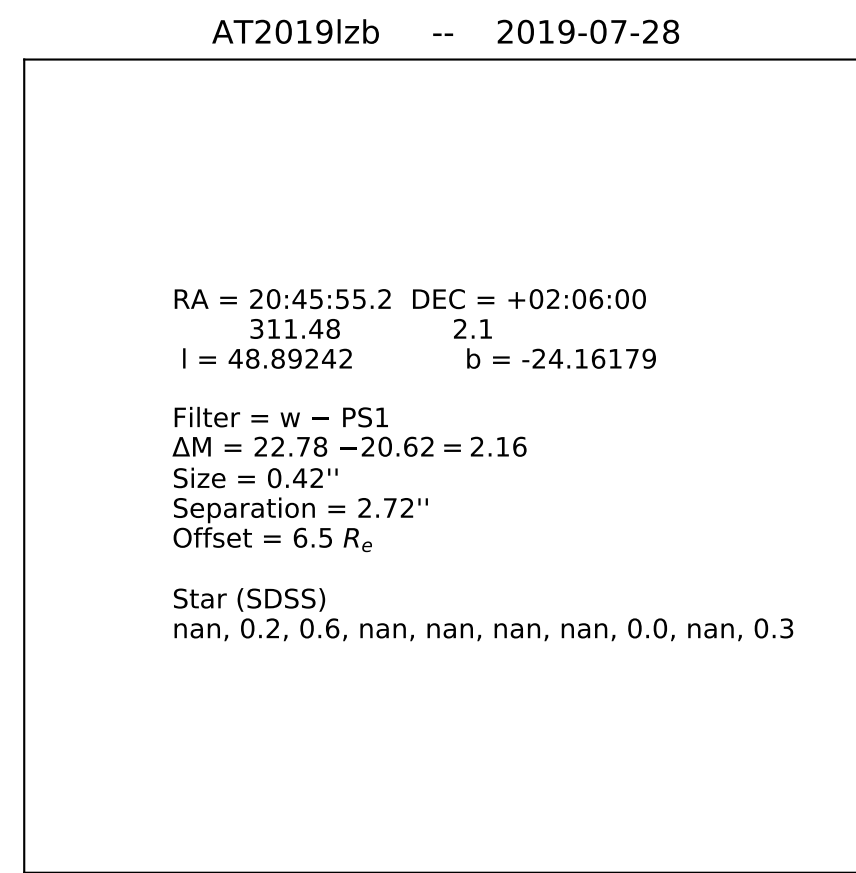 AT2019lzb -- 2019-07-28
RA = 20:45:55.2 DEC = +02:06:00
311.48 2.1
l = 48.89242 b = -24.16179
Filter = w − PS1
ΔM = 22.78 −20.62 = 2.16
Size = 0.42''
Separation = 2.72''
Offset = 6.5 Re
Star (SDSS)
nan, 0.2, 0.6, nan, nan, nan, nan, 0.0, nan, 0.3